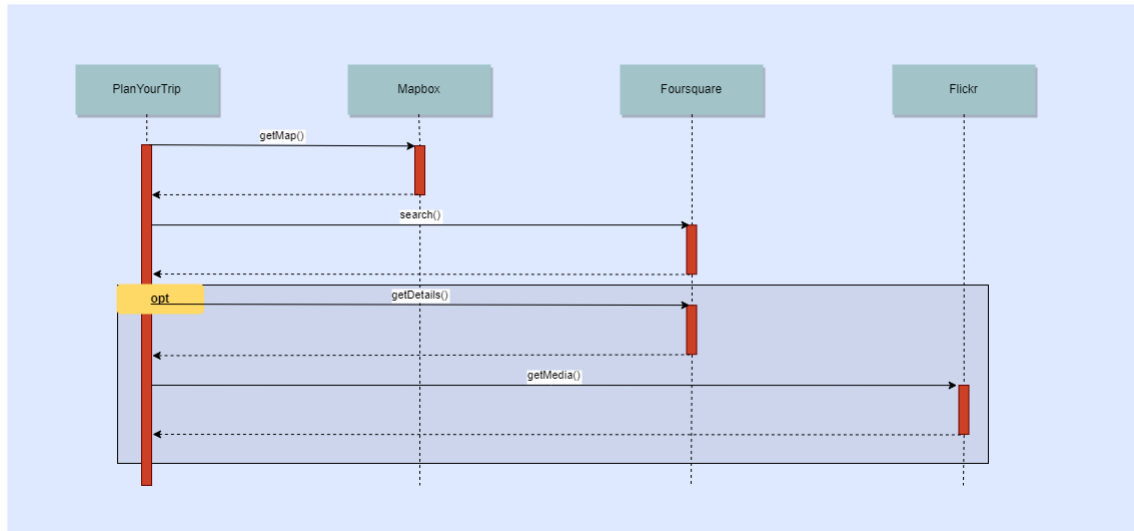 PlanYourTrip
Mapbox
Foursquare
Flickr
getMap()
search()
opt
getDetails()
getMedia()